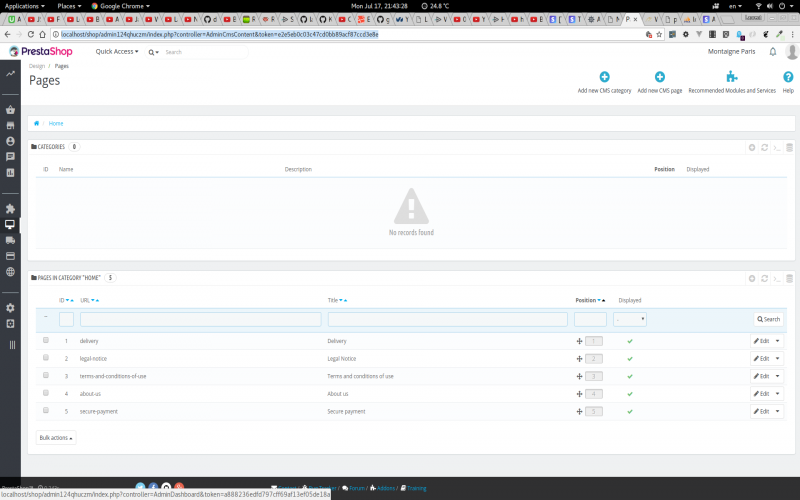 Applications Places Google Chrome Mon Jul 17, 21:43:28 24.8 °C en
localhost/shop/admin124qhuczm/index.php?controller=AdminCmsContent&token=e2e5eb0c03c47cd0bb89acf87ccd3e8e
PrestaShop Quick Access Search Montaigne Paris
Design / Pages
Pages
Add new CMS category Add new CMS page Recommended Modules and Services Help
Home
CATEGORIES 0
ID Name Description Position Displayed
No records found
PAGES IN CATEGORY "HOME" 5
ID URL Title Position Displayed
-- - Search
1 delivery Delivery 1 Edit
2 legal-notice Legal Notice 2 Edit
3 terms-and-conditions-of-use Terms and conditions of use 3 Edit
4 about-us About us 4 Edit
5 secure-payment Secure payment 5 Edit
Bulk actions
Forum / Addons / Training
localhost/shop/admin124qhuczm/index.php?controller=AdminDashboard&token=a888236edfd797cff69af13ef05de18a